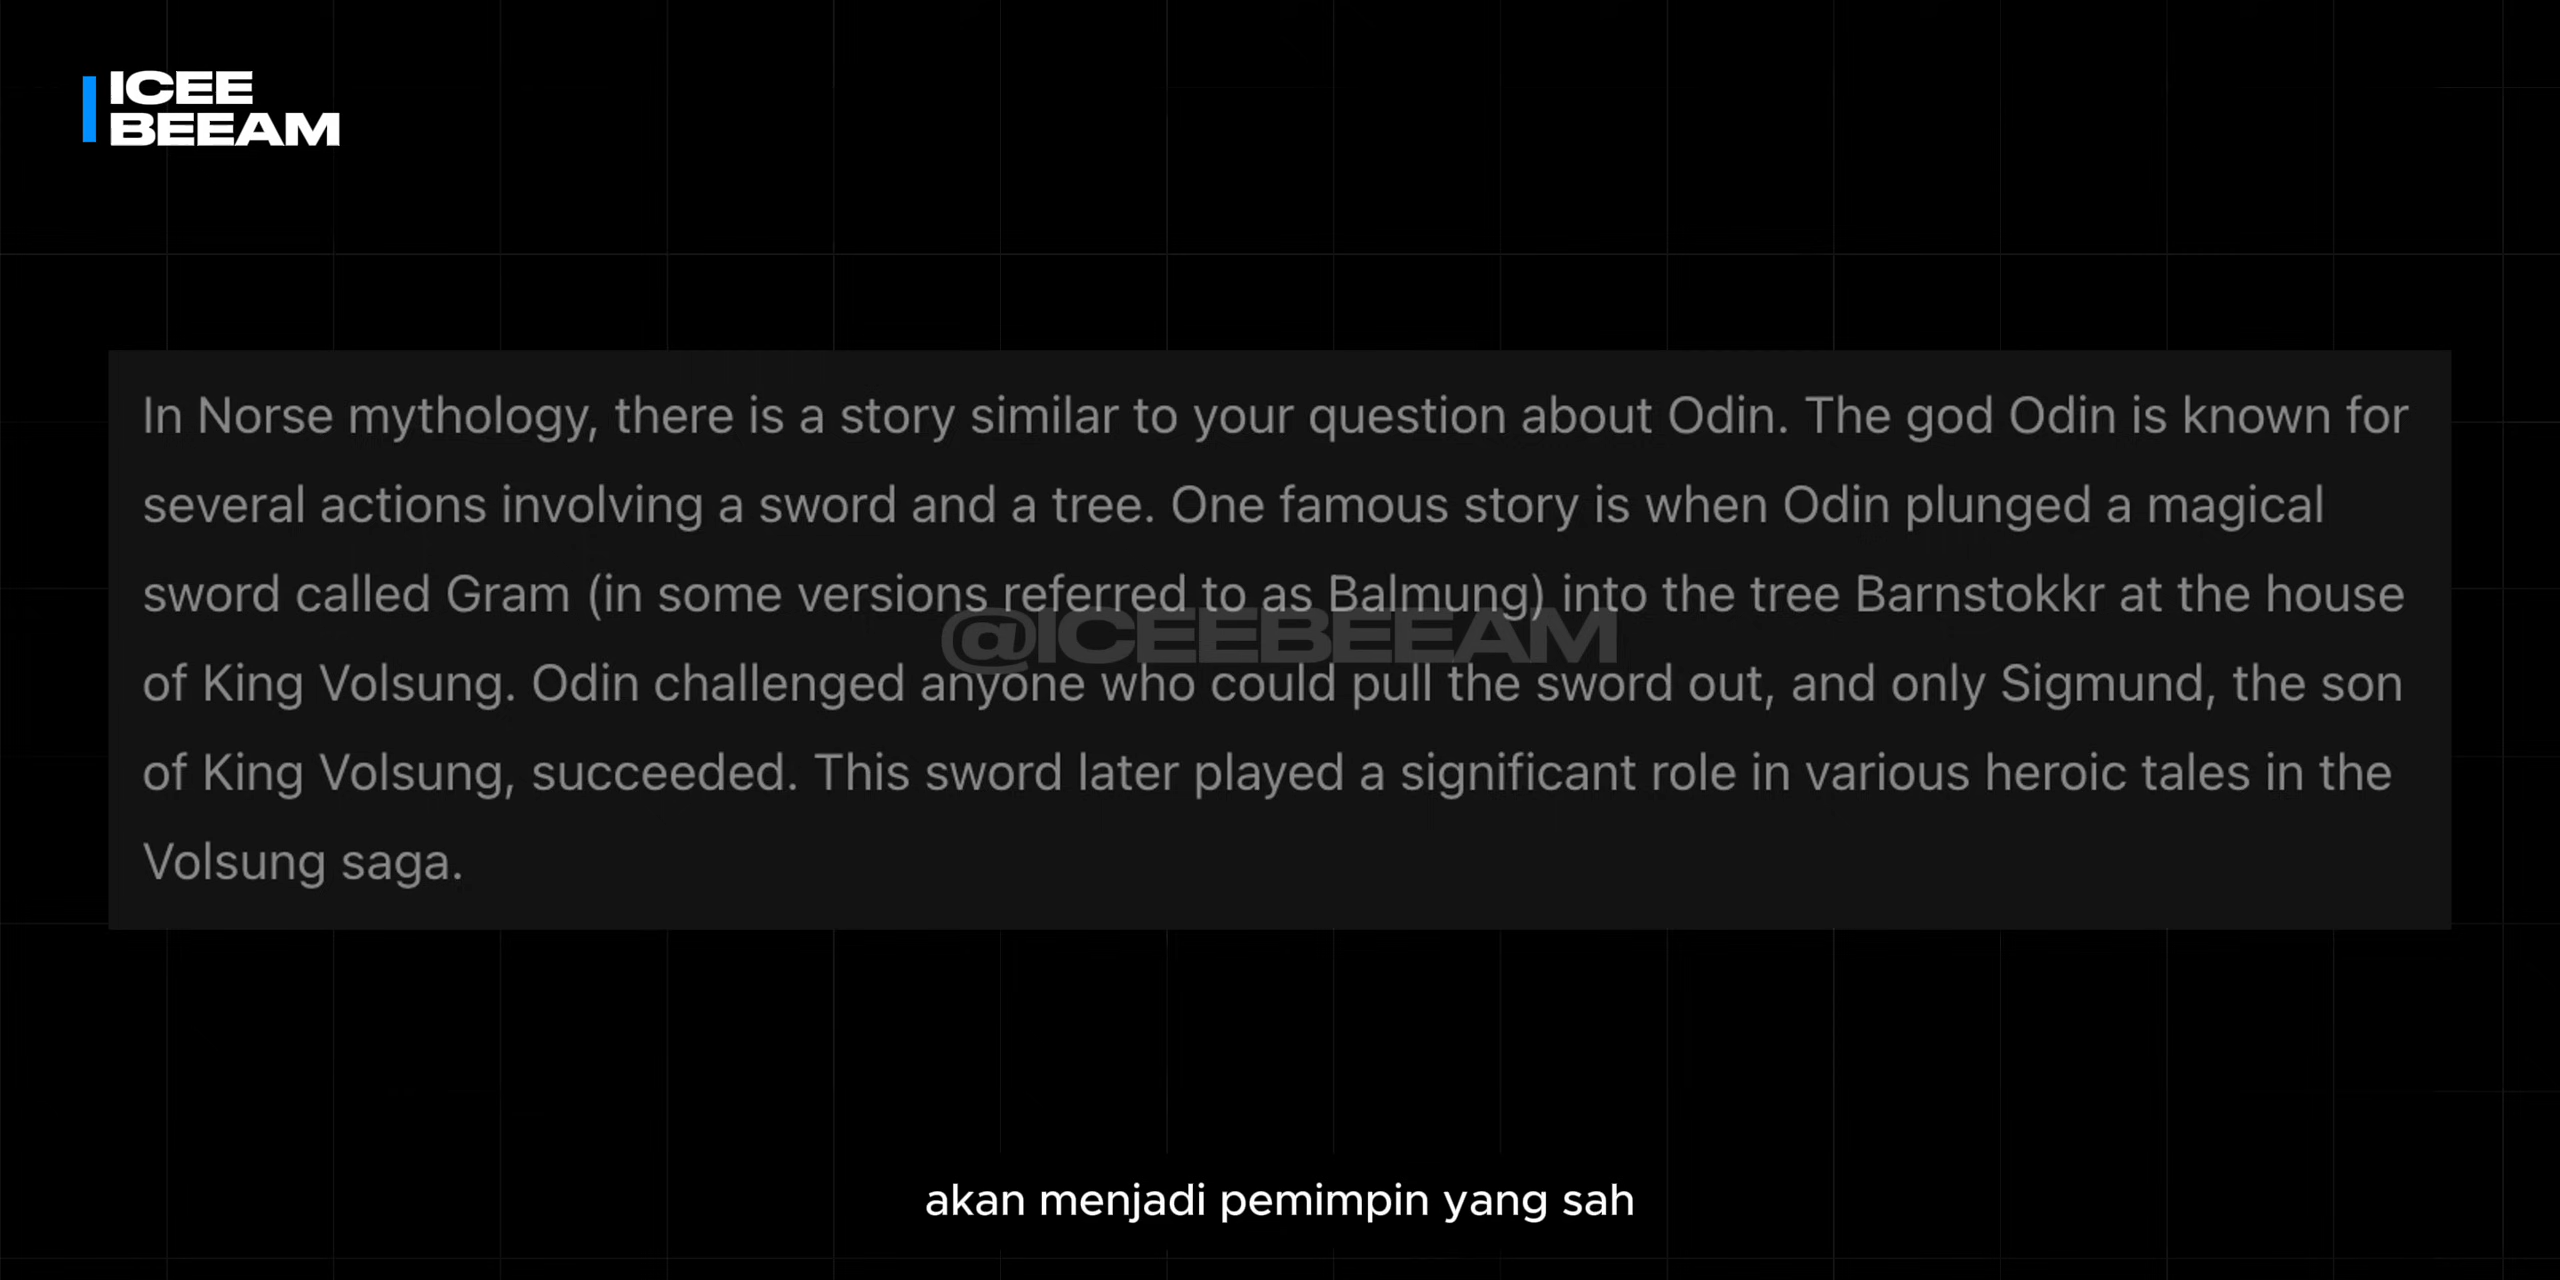 ICEE
BEEAM
In Norse mythology, there is a story similar to your question about Odin. The god Odin is known for
several actions involving a sword and a tree. One famous story is when Odin plunged a magical
sword called Gram (in some versions referred to as Balmung) into the tree Barnstokkr at the house
@ICEEBEEAM
of King Volsung. Odin challenged anyone who could pull the sword out, and only Sigmund, the son
of King Volsung, succeeded. This sword later played a significant role in various heroic tales in the
Volsung saga.
akan menjadi pemimpin yang sah